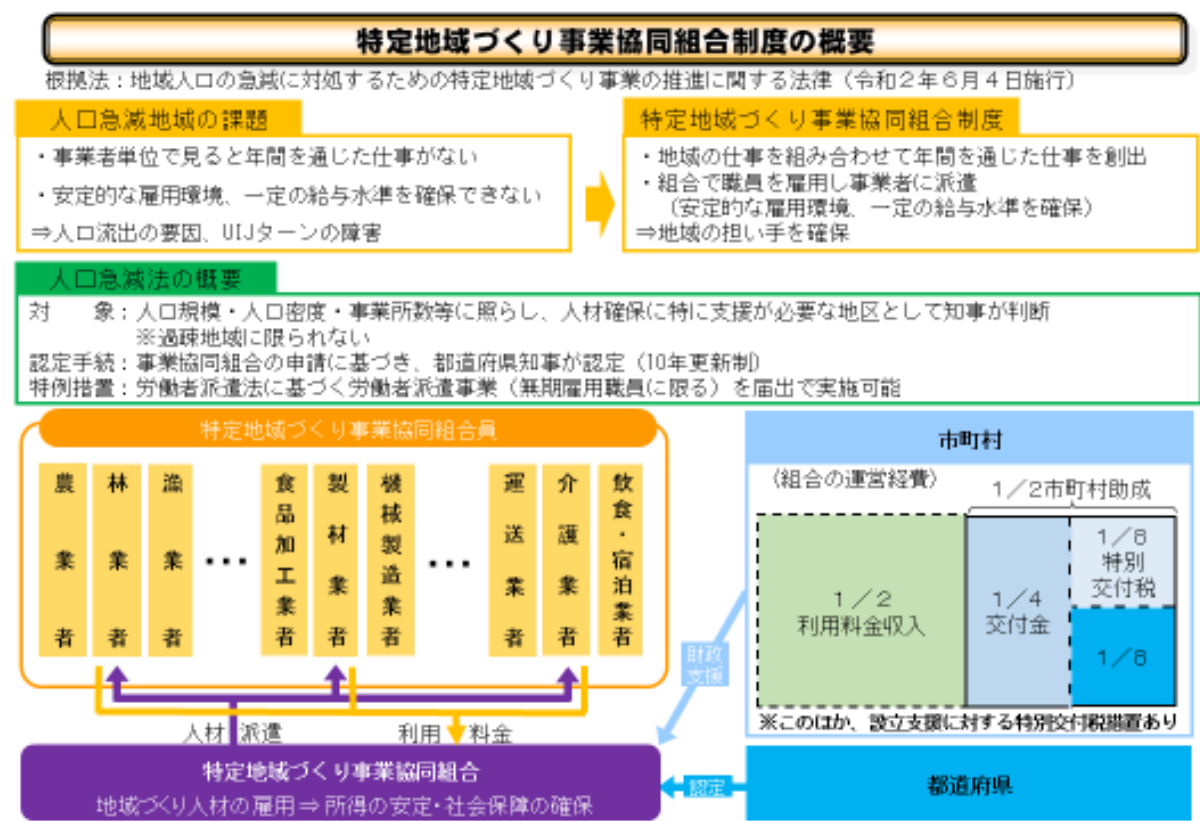 特定地域づくり事業協同組合制度の概要
根拠法：地域人口の急減に対処するための特定地域づくり事業の推進に関する法律（令和２年６月４日施行）
人口急減地域の課題
・事業者単位で見ると年間を通じた仕事がない
・安定的な雇用環境、一定の給与水準を確保できない
⇒人口流出の要因、UIJターンの障害
特定地域づくり事業協同組合制度
・地域の仕事を組み合わせて年間を通じた仕事を創出
・組合で職員を雇用し事業者に派遣
（安定的な雇用環境、一定の給与水準を確保）
⇒地域の担い手を確保
人口急減法の概要
対　　象：人口規模・人口密度・事業所数等に照らし、人材確保に特に支援が必要な地区として知事が判断
※過疎地域に限られない
認定手続：事業協同組合の申請に基づき、都道府県知事が認定（10年更新制）
特例措置：労働者派遣法に基づく労働者派遣事業（無期雇用職員に限る）を届出で実施可能
特定地域づくり事業協同組合員
農業者
林業者
漁業者
…
食品加工業者
製材業者
機械製造業者
…
運送業者
介護業者
飲食・宿泊業者
人材派遣
利用料金
特定地域づくり事業協同組合
地域づくり人材の雇用⇒所得の安定・社会保障の確保
財政
支援
認定
市町村
（組合の運営経費）
１／２市町村助成
１／２
利用料金収入
１／４
交付金
１／８
特別
交付税
１／８
※このほか、設立支援に対する特別交付税措置あり
都道府県